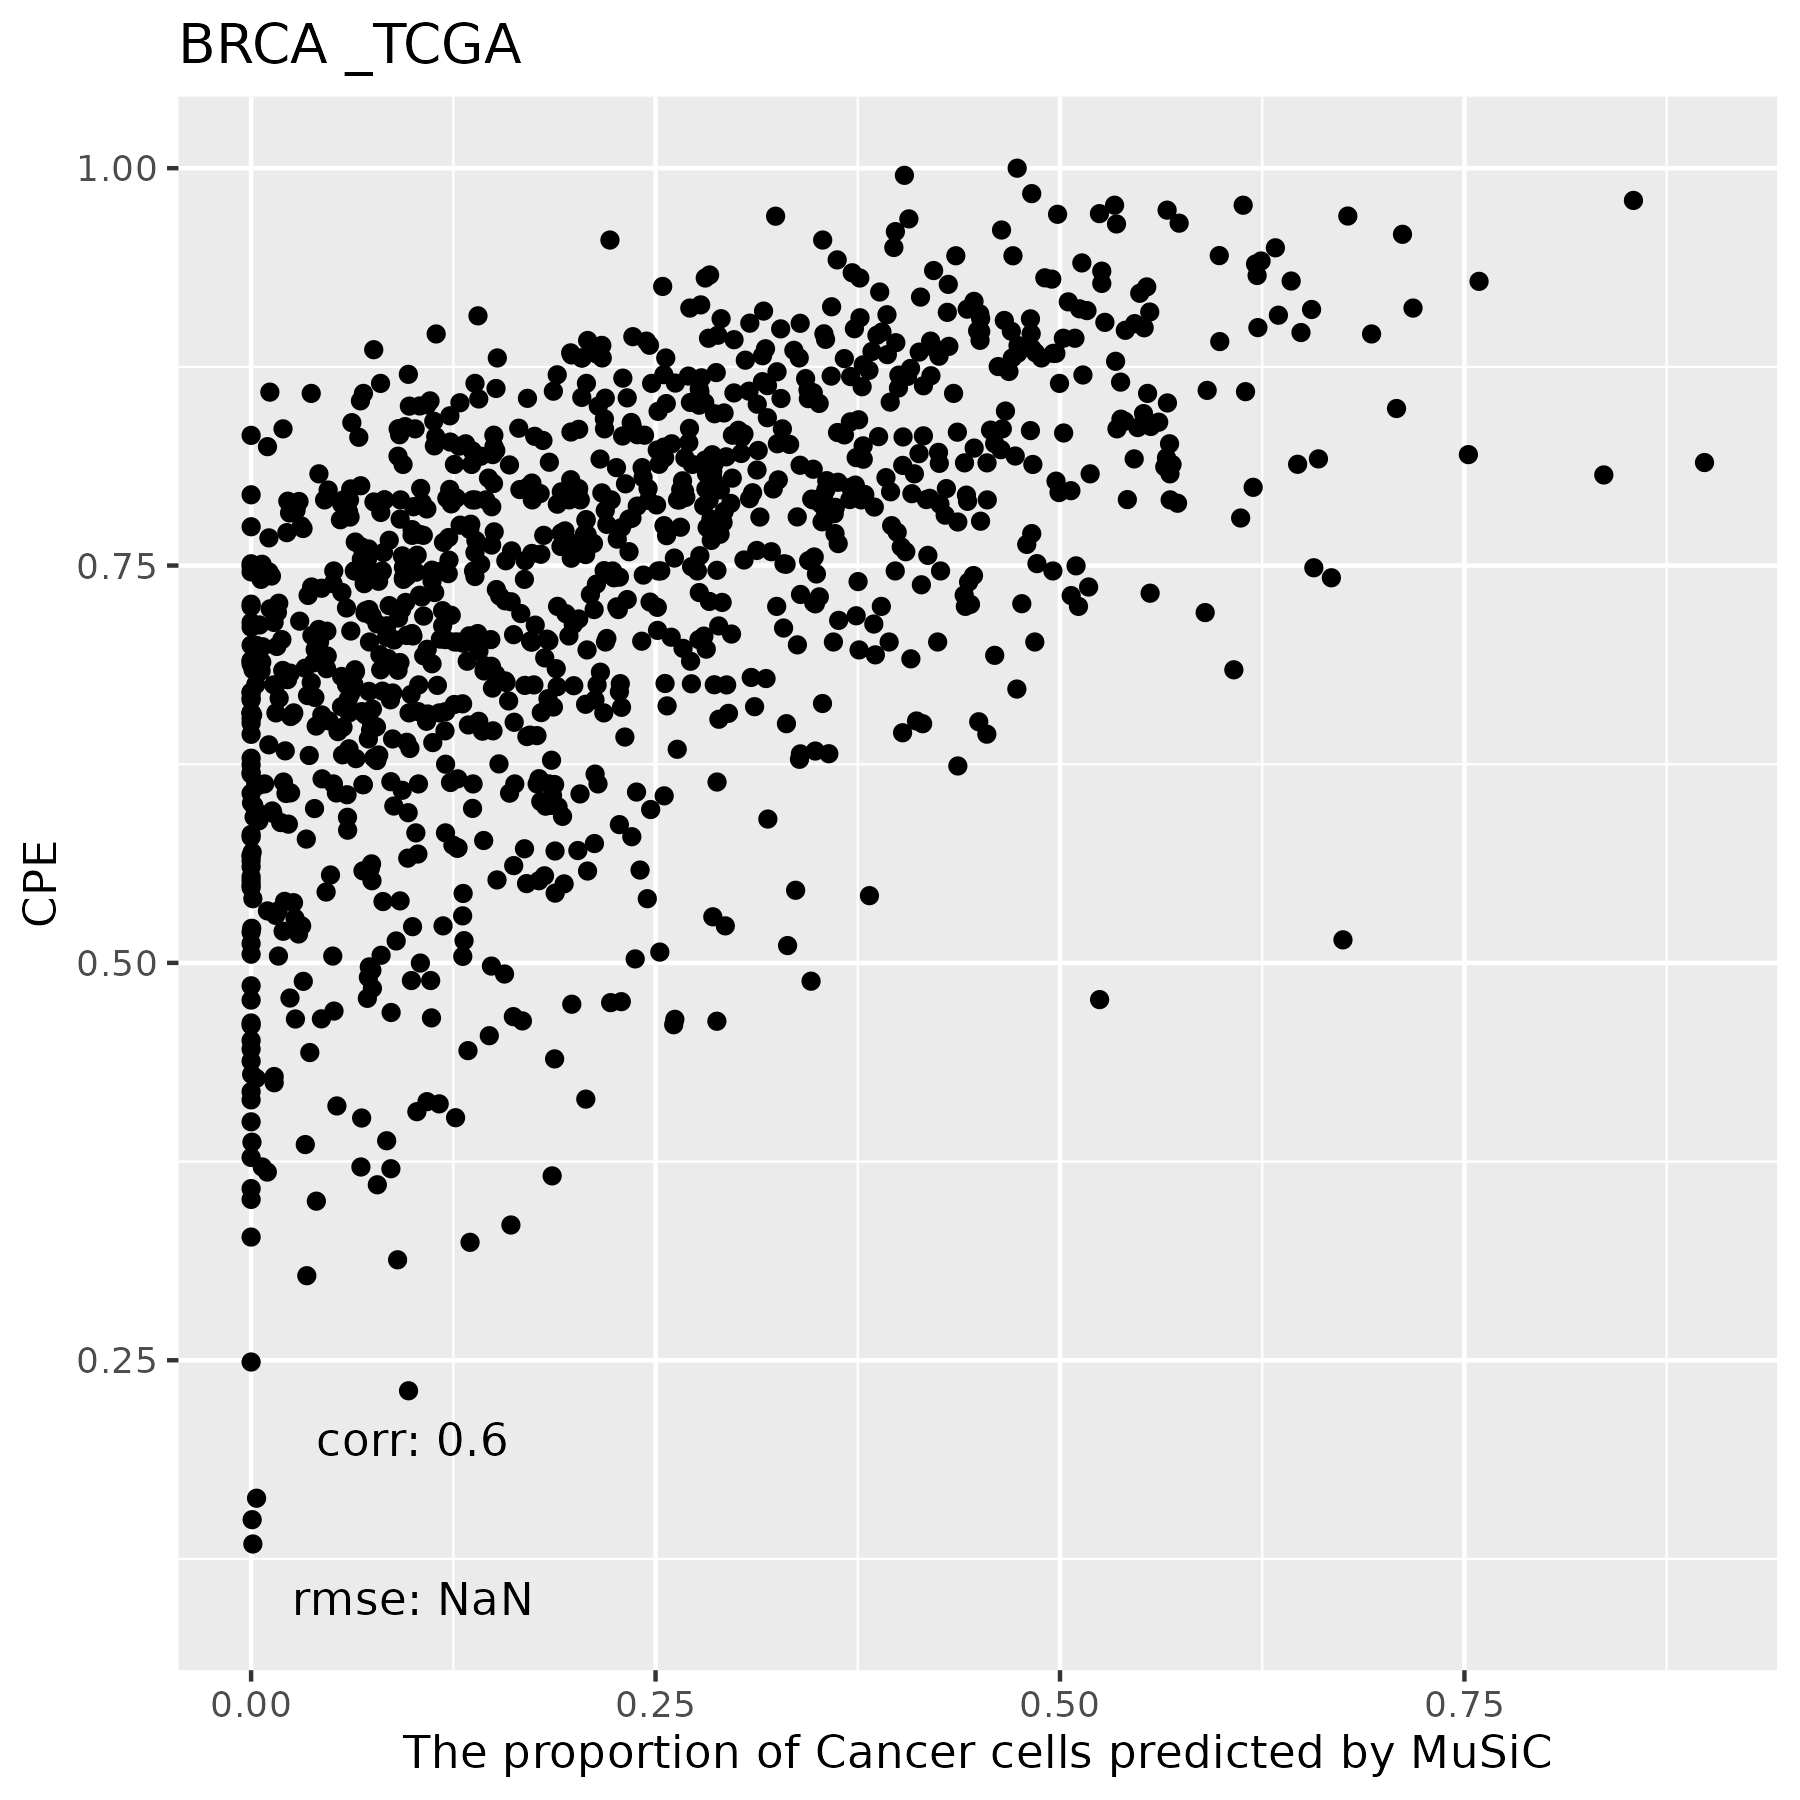 BRCA _TCGA
1.00
0.75
0.50
0.25
CPE
corr: 0.6
rmse: NaN
0.00 0.25 0.50 0.75
The proportion of Cancer cells predicted by MuSiC